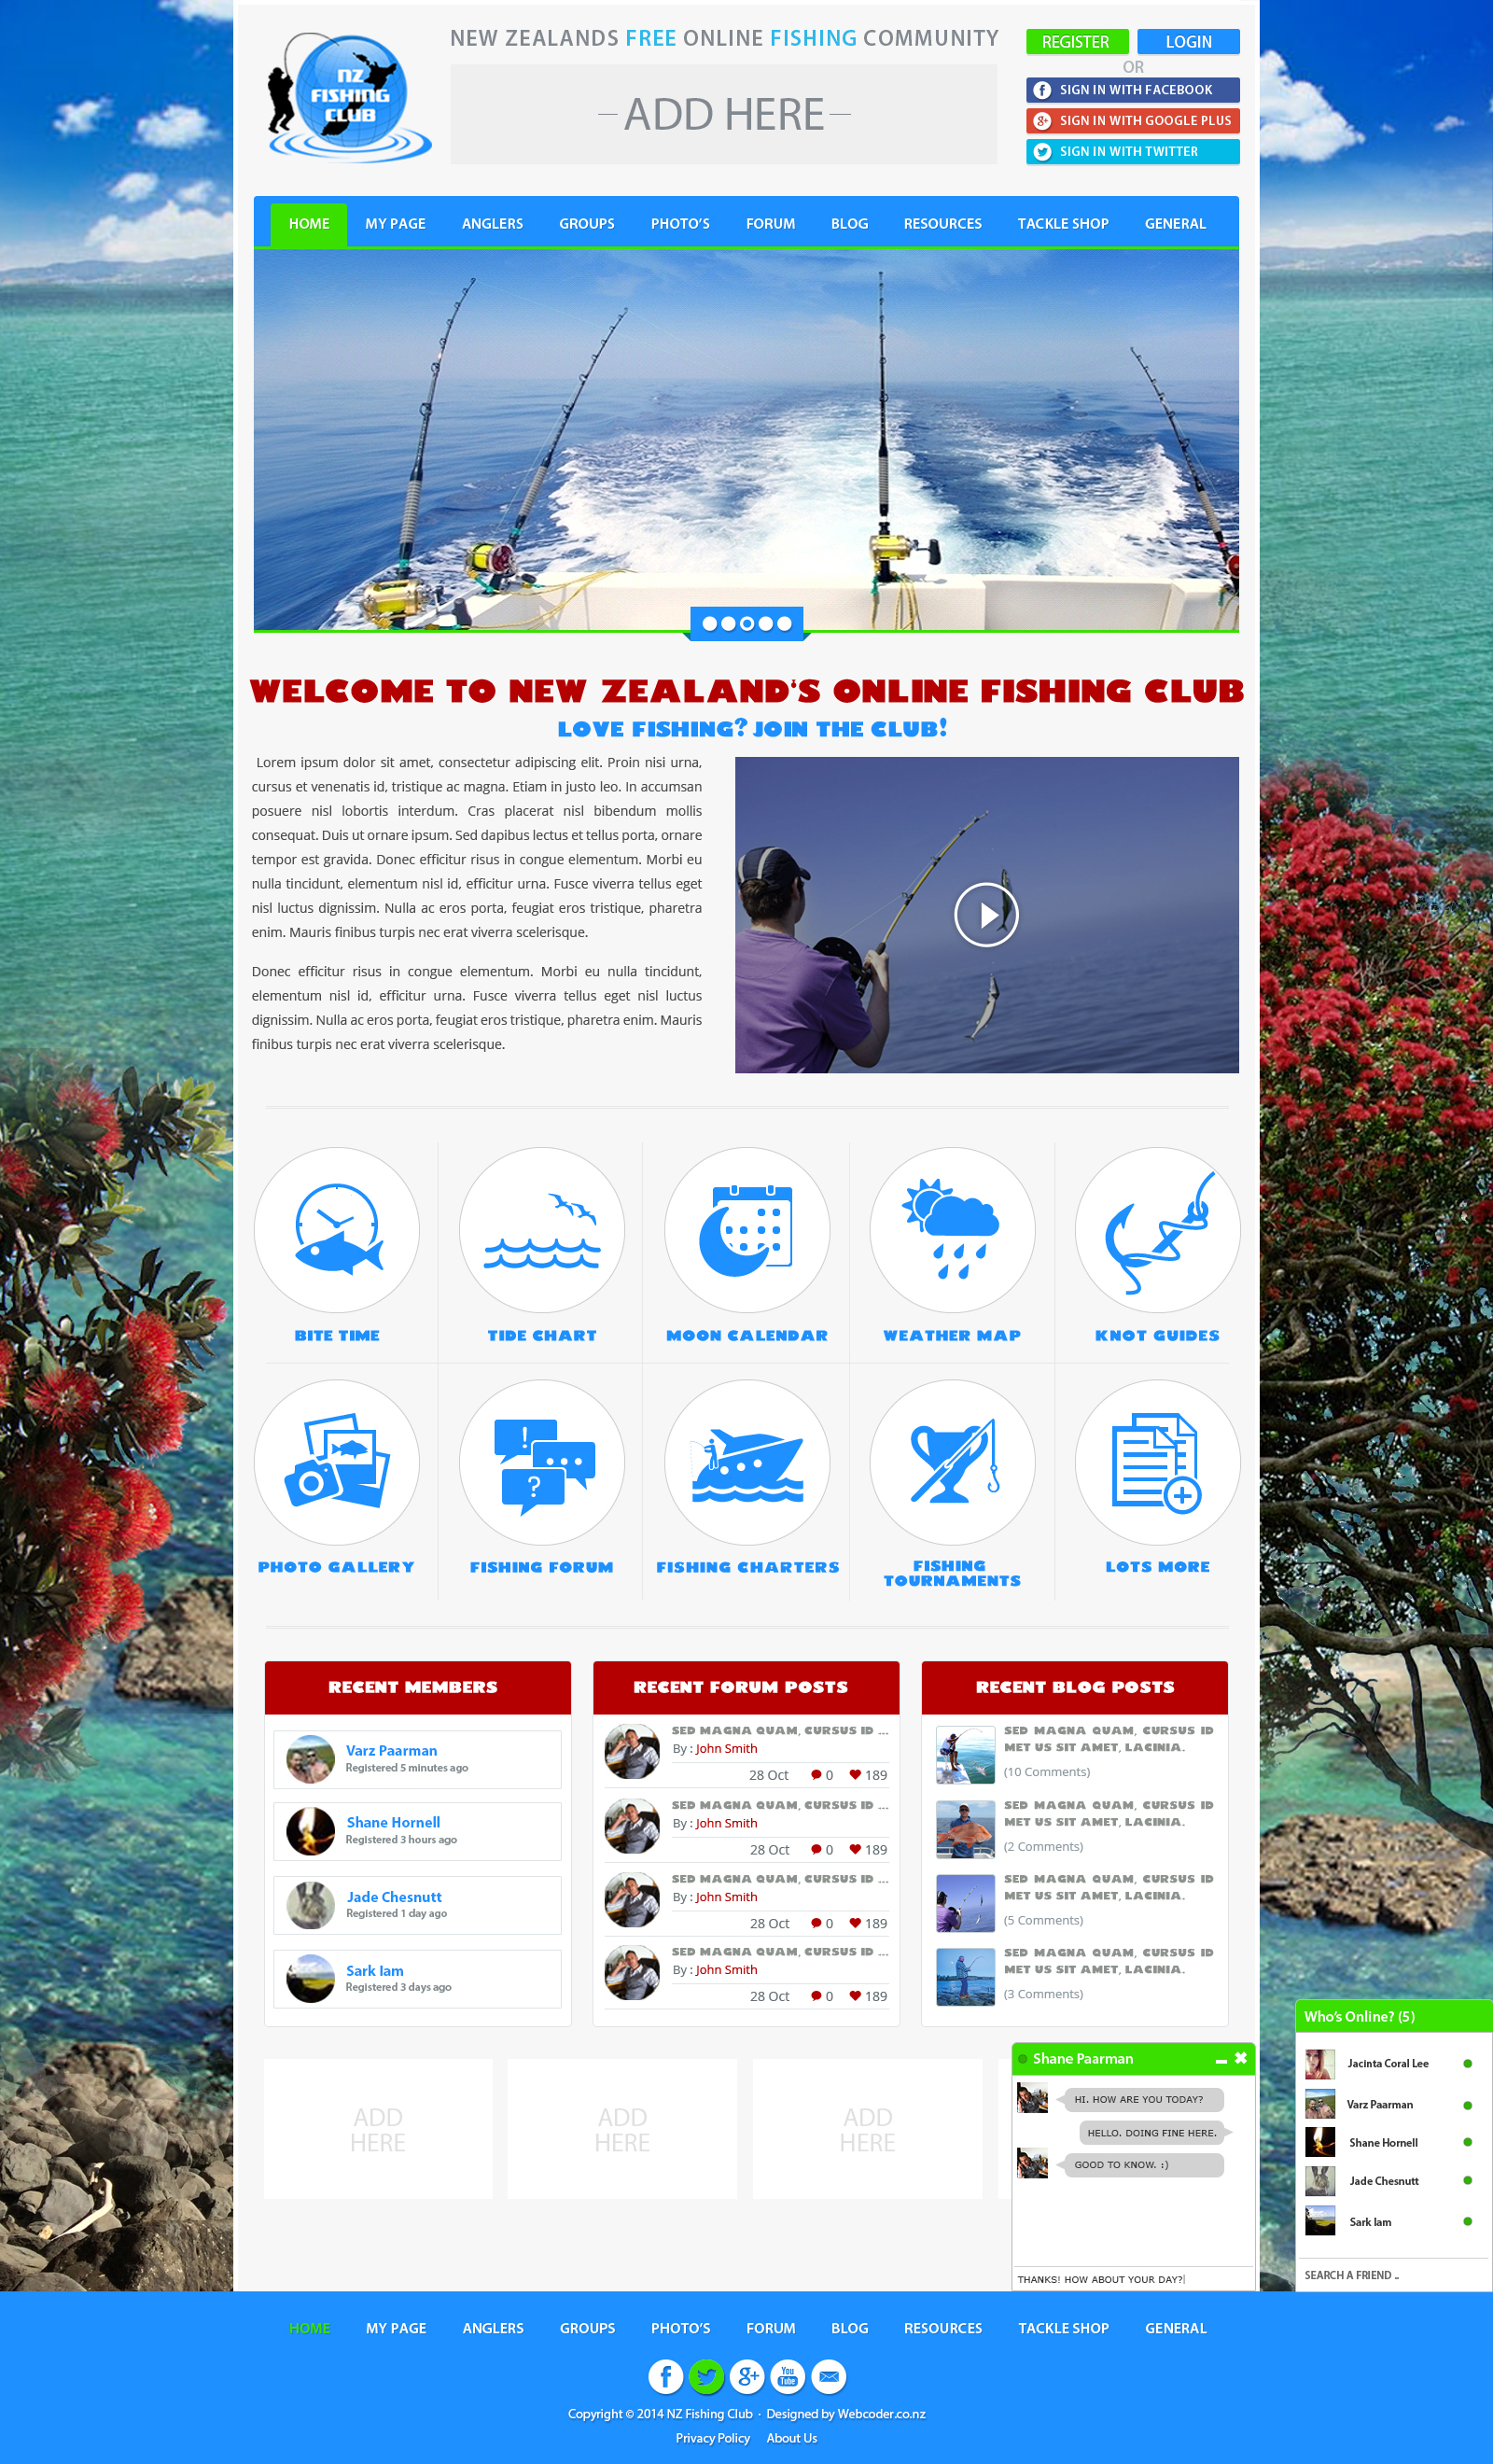 NEW ZEALANDS FREE ONLINE FISHING COMMUNITY
nz
FISHING
CLUB
ADD HERE
REGISTER
LOGIN
OR
SIGN IN WITH FACEBOOK
SIGN IN WITH GOOGLE PLUS
SIGN IN WITH TWITTER
HOME MY PAGE ANGLERS GROUPS PHOTO'S FORUM BLOG RESOURCES TACKLE SHOP GENERAL
WELCOME TO NEW ZEALAND'S ONLINE FISHING CLUB
LOVE FISHING? JOIN THE CLUB!
Lorem ipsum dolor sit amet, consectetur adipiscing elit. Proin nisi urna,
cursus et venenatis id, tristique ac magna. Etiam in justo leo. In accumsan
posuere nisl lobortis interdum. Cras placerat nisl bibendum mollis
consequat. Duis ut ornare ipsum. Sed dapibus lectus et tellus porta, ornare
tempor est gravida. Donec efficitur risus in congue elementum. Morbi eu
nulla tincidunt, elementum nisl id, efficitur urna. Fusce viverra tellus eget
nisl luctus dignissim. Nulla ac eros porta, feugiat eros tristique, pharetra
enim. Mauris finibus turpis nec erat viverra scelerisque.
Donec efficitur risus in congue elementum. Morbi eu nulla tincidunt,
elementum nisl id, efficitur urna. Fusce viverra tellus eget nisl luctus
dignissim. Nulla ac eros porta, feugiat eros tristique, pharetra enim. Mauris
finibus turpis nec erat viverra scelerisque.
BITE TIME
TIDE CHART
MOON CALENDAR
WEATHER MAP
KNOT GUIDES
!
?
PHOTO GALLERY
FISHING FORUM
FISHING CHARTERS
FISHING
TOURNAMENTS
LOTS MORE
RECENT MEMBERS
Varz Paarman
Registered 5 minutes ago
Shane Hornell
Registered 3 hours ago
Jade Chesnutt
Registered 1 day ago
Sark Iam
Registered 3 days ago
RECENT FORUM POSTS
SED MAGNA QUAM, CURSUS ID ...
By : John Smith
28 Oct 0 189
SED MAGNA QUAM, CURSUS ID ...
By : John Smith
28 Oct 0 189
SED MAGNA QUAM, CURSUS ID ...
By : John Smith
28 Oct 0 189
SED MAGNA QUAM, CURSUS ID ...
By : John Smith
28 Oct 0 189
RECENT BLOG POSTS
SED MAGNA QUAM, CURSUS ID
MET US SIT AMET, LACINIA.
(10 Comments)
SED MAGNA QUAM, CURSUS ID
MET US SIT AMET, LACINIA.
(2 Comments)
SED MAGNA QUAM, CURSUS ID
MET US SIT AMET, LACINIA.
(5 Comments)
SED MAGNA QUAM, CURSUS ID
MET US SIT AMET, LACINIA.
(3 Comments)
ADD
HERE
ADD
HERE
ADD
HERE
Shane Paarman
HI. HOW ARE YOU TODAY?
HELLO. DOING FINE HERE.
GOOD TO KNOW. :)
THANKS! HOW ABOUT YOUR DAY?|
Who's Online? (5)
Jacinta Coral Lee
Varz Paarman
Shane Hornell
Jade Chesnutt
Sark Iam
SEARCH A FRIEND ..
HOME MY PAGE ANGLERS GROUPS PHOTO'S FORUM BLOG RESOURCES TACKLE SHOP GENERAL
f g+ You
Tube
Copyright © 2014 NZ Fishing Club · Designed by Webcoder.co.nz
Privacy Policy About Us